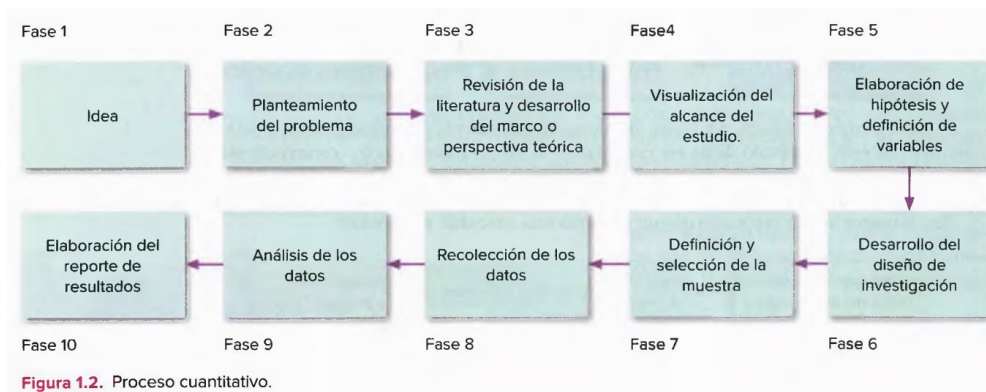 Fase 1
Fase 2
Fase 3
Fase4
Fase 5
Idea
Planteamiento
del problema
Revisión de la
literatura y desarrollo
del marco o
perspectiva teórica
Visualización del
alcance del
estudio.
Elaboración de
hipótesis y
definición de
variables
Elaboración del
reporte de
resultados
Análisis de los
datos
Recolección de los
datos
Definición y
selección de la
muestra
Desarrollo del
diseño de
investigación
Fase 10
Fase 9
Fase 8
Fase 7
Fase 6
Figura 1.2. Proceso cuantitativo.